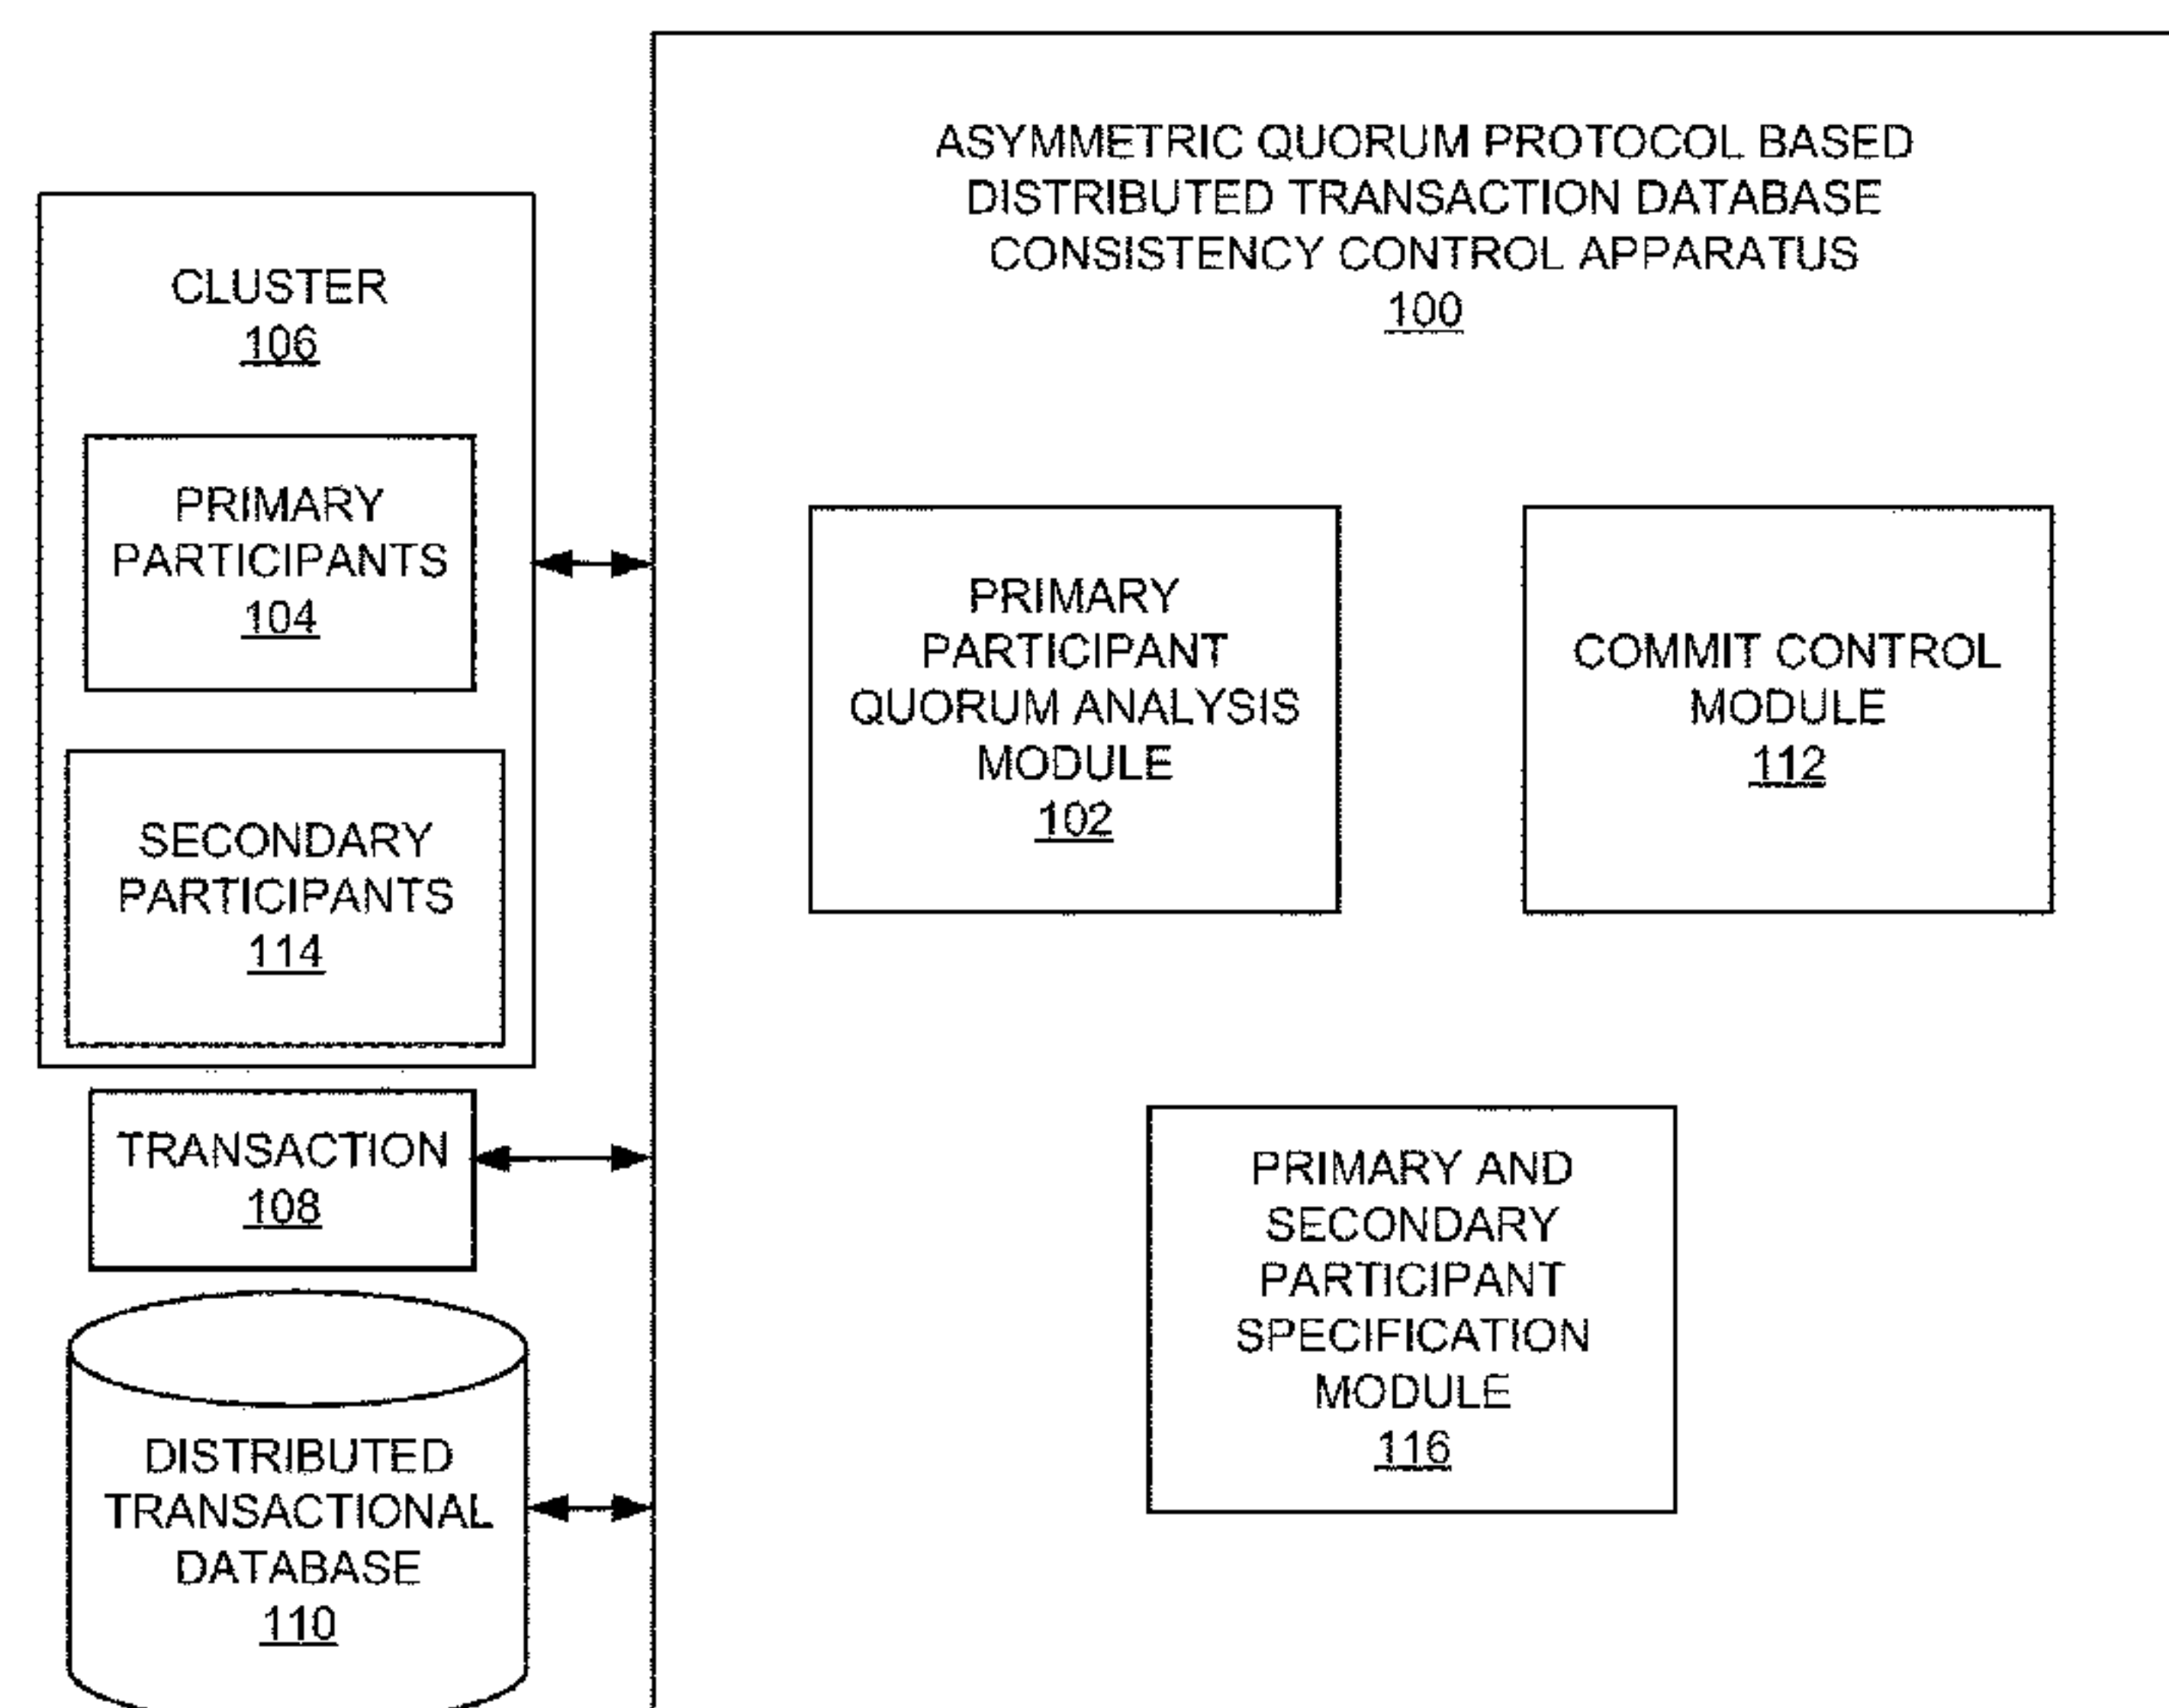 ASYMMETRIC QUORUM PROTOCOL BASED
DISTRIBUTED TRANSACTION DATABASE
CONSISTENCY CONTROL APPARATUS
100
CLUSTER
106
PRIMARY
PARTICIPANTS
104
SECONDARY
PARTICIPANTS
114
TRANSACTION
108
DISTRIBUTED
TRANSACTIONAL
DATABASE
110
PRIMARY
PARTICIPANT
QUORUM ANALYSIS
MODULE
102
COMMIT CONTROL
MODULE
112
PRIMARY AND
SECONDARY
PARTICIPANT
SPECIFICATION
MODULE
116